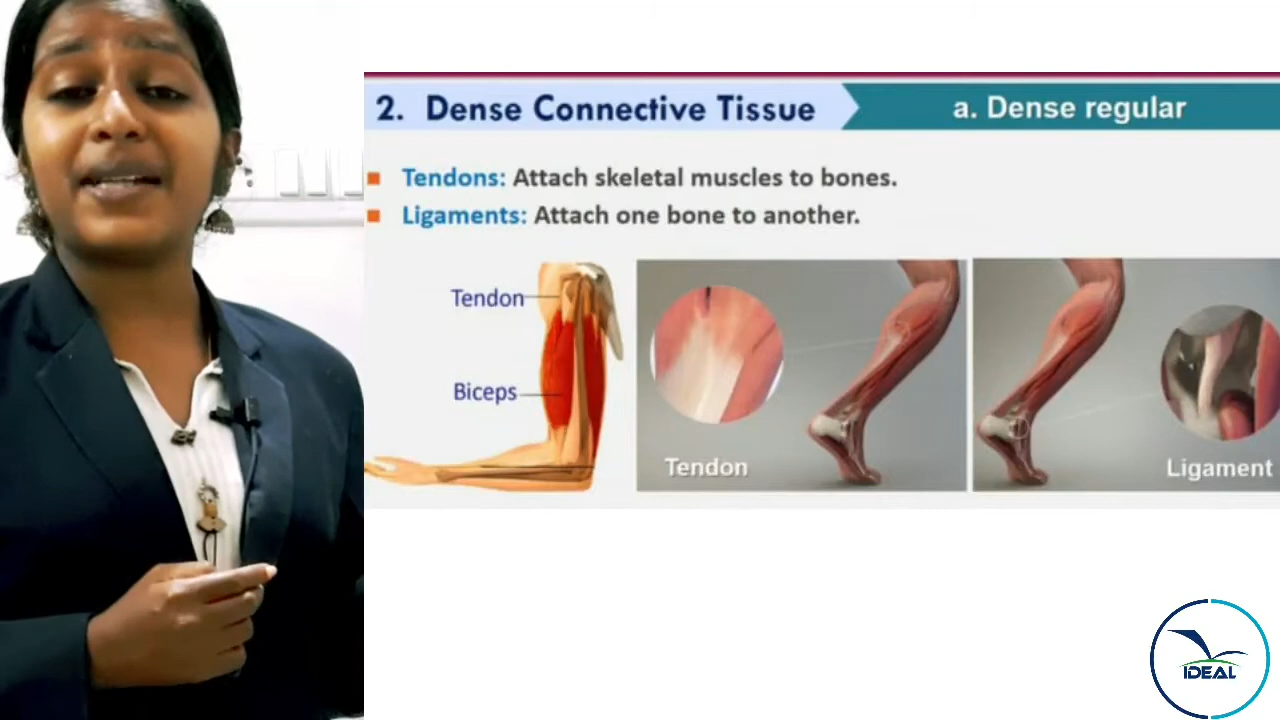 2. Dense Connective Tissue
a. Dense regular
Tendons: Attach skeletal muscles to bones.
Ligaments: Attach one bone to another.
Tendon
Biceps
Tendon
Ligament
IDEAL